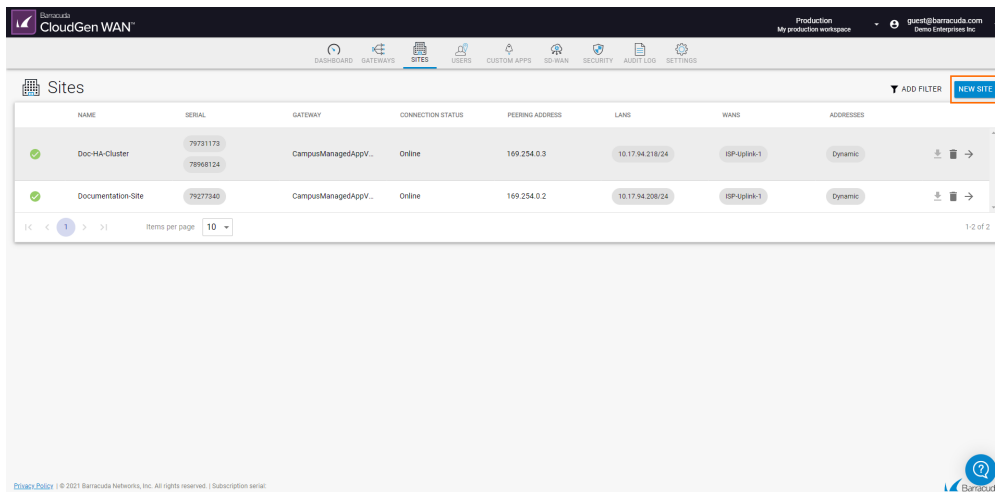 Barracuda
CloudGen WAN™
Production
My production workspace
guest@barracuda.com
Demo Enterprises Inc
DASHBOARD GATEWAYS SITES USERS CUSTOM APPS SD-WAN SECURITY AUDIT LOG SETTINGS
Sites
ADD FILTER
NEW SITE
NAME SERIAL GATEWAY CONNECTION STATUS PEERING ADDRESS LANS WANS ADDRESSES
79731173
Doc-HA-Cluster CampusManagedAppV... Online 169.254.0.3 10.17.94.218/24 ISP-Uplink-1 Dynamic
78968124
Documentation-Site 79277340 CampusManagedAppV... Online 169.254.0.2 10.17.94.208/24 ISP-Uplink-1 Dynamic
1 Items per page 10 1-2 of 2
Privacy Policy | © 2021 Barracuda Networks, Inc. All rights reserved. | Subscription serial: